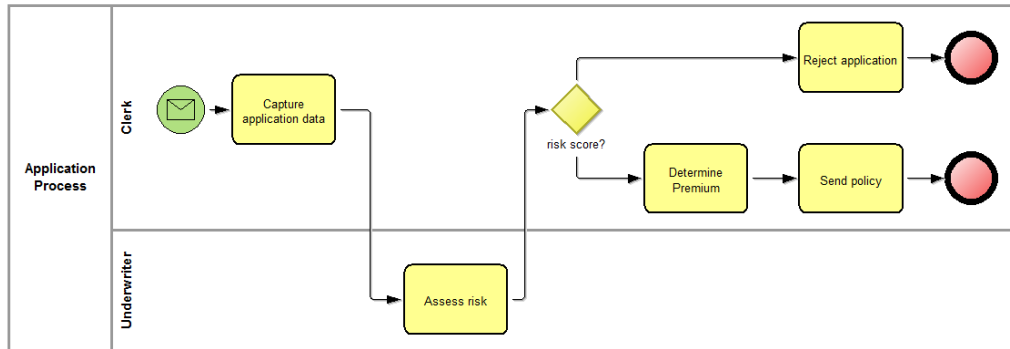 Application
Process
Clerk
Capture
application data
risk score?
Reject application
Determine
Premium
Send policy
Underwriter
Assess risk